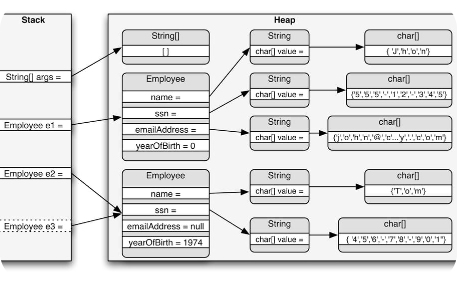 Stack
Heap
String[] args =
Employee e1 =
Employee e2 =
Employee e3 =
String[]
[ ]
Employee
name =
ssn =
emailAddress =
yearOfBirth = 0
Employee
name =
ssn =
emailAddress = null
yearOfBirth = 1974
String
char[] value =
String
char[] value =
String
char[] value =
String
char[] value =
String
char[] value =
char[]
{ 'J','h','o','n'}
char[]
{'5','5','5','-','1','2','-','3','4','5'}
char[]
{'j','o','h','n','@','c'...'y','.','c','o','m'}
char[]
{'T','o','m'}
char[]
{ '4','5','6','-','7','8','-','9','0','1"}